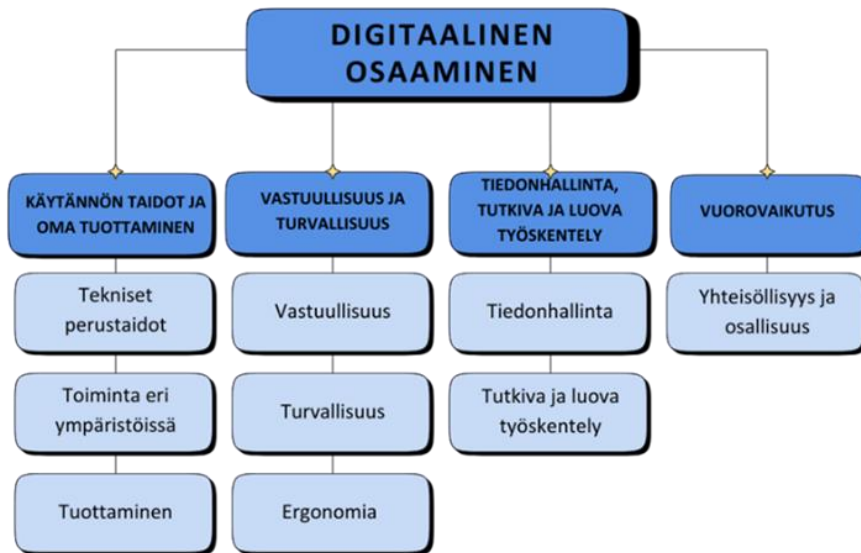 DIGITAALINEN
OSAAMINEN
KÄYTÄNNÖN TAIDOT JA
OMA TUOTTAMINEN
Tekniset
perustaidot
Toiminta eri
ympäristöissä
Tuottaminen
VASTUULLISUUS JA
TURVALLISUUS
Vastuullisuus
Turvallisuus
Ergonomia
TIEDONHALLINTA,
TUTKIVA JA LUOVA
TYÖSKENTELY
Tiedonhallinta
Tutkiva ja luova
työskentely
VUOROVAIKUTUS
Yhteisöllisyys ja
osallisuus